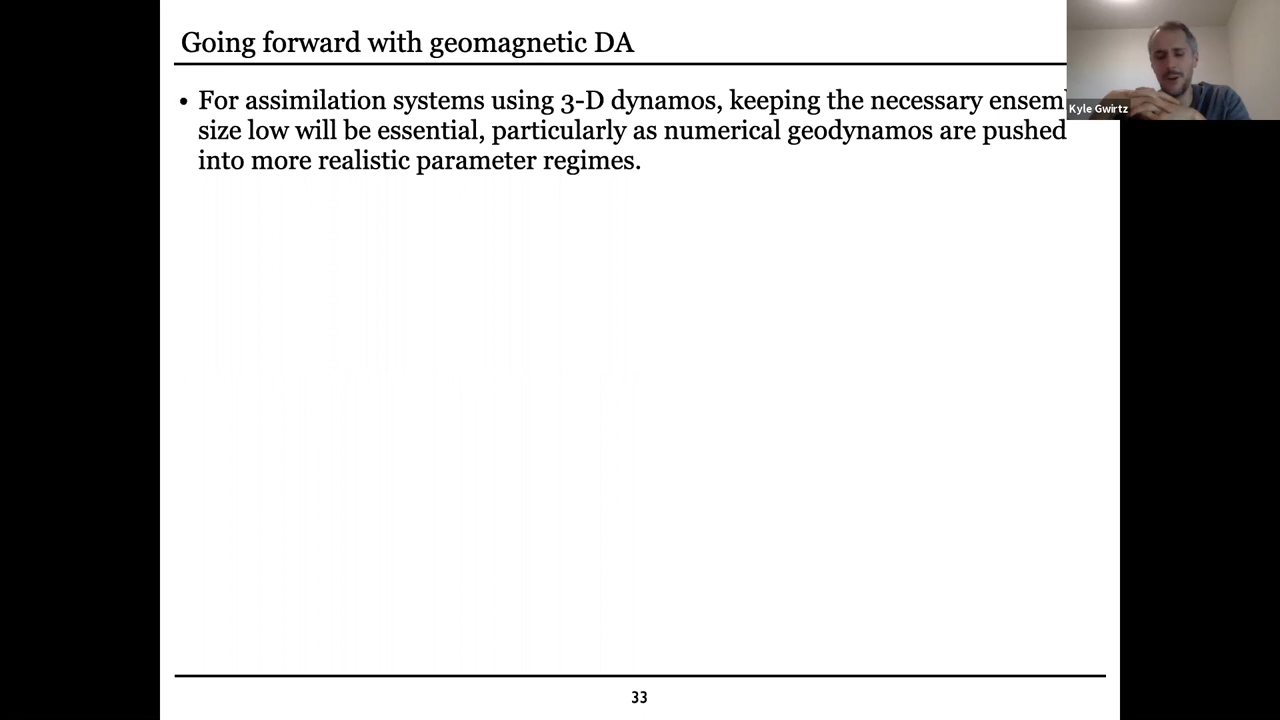 Going forward with geomagnetic DA
• For assimilation systems using 3-D dynamos, keeping the necessary
size low will be essential, particularly as numerical geodynamos are pushed
into more realistic parameter regimes.
Kyle Gwirtz
33